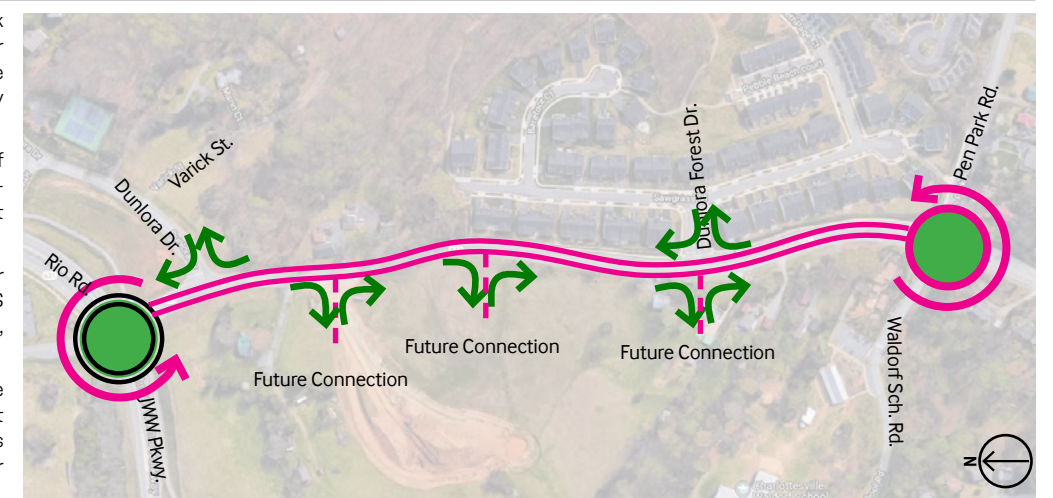 Varick St.
Dunlora Dr.
Rio Rd.
JWW Pkwy.
Future Connection
Future Connection
Future Connection
Dunlora Forest Dr.
Pen Park Rd.
Waldorf Sch. Rd.
N
Charlottesville